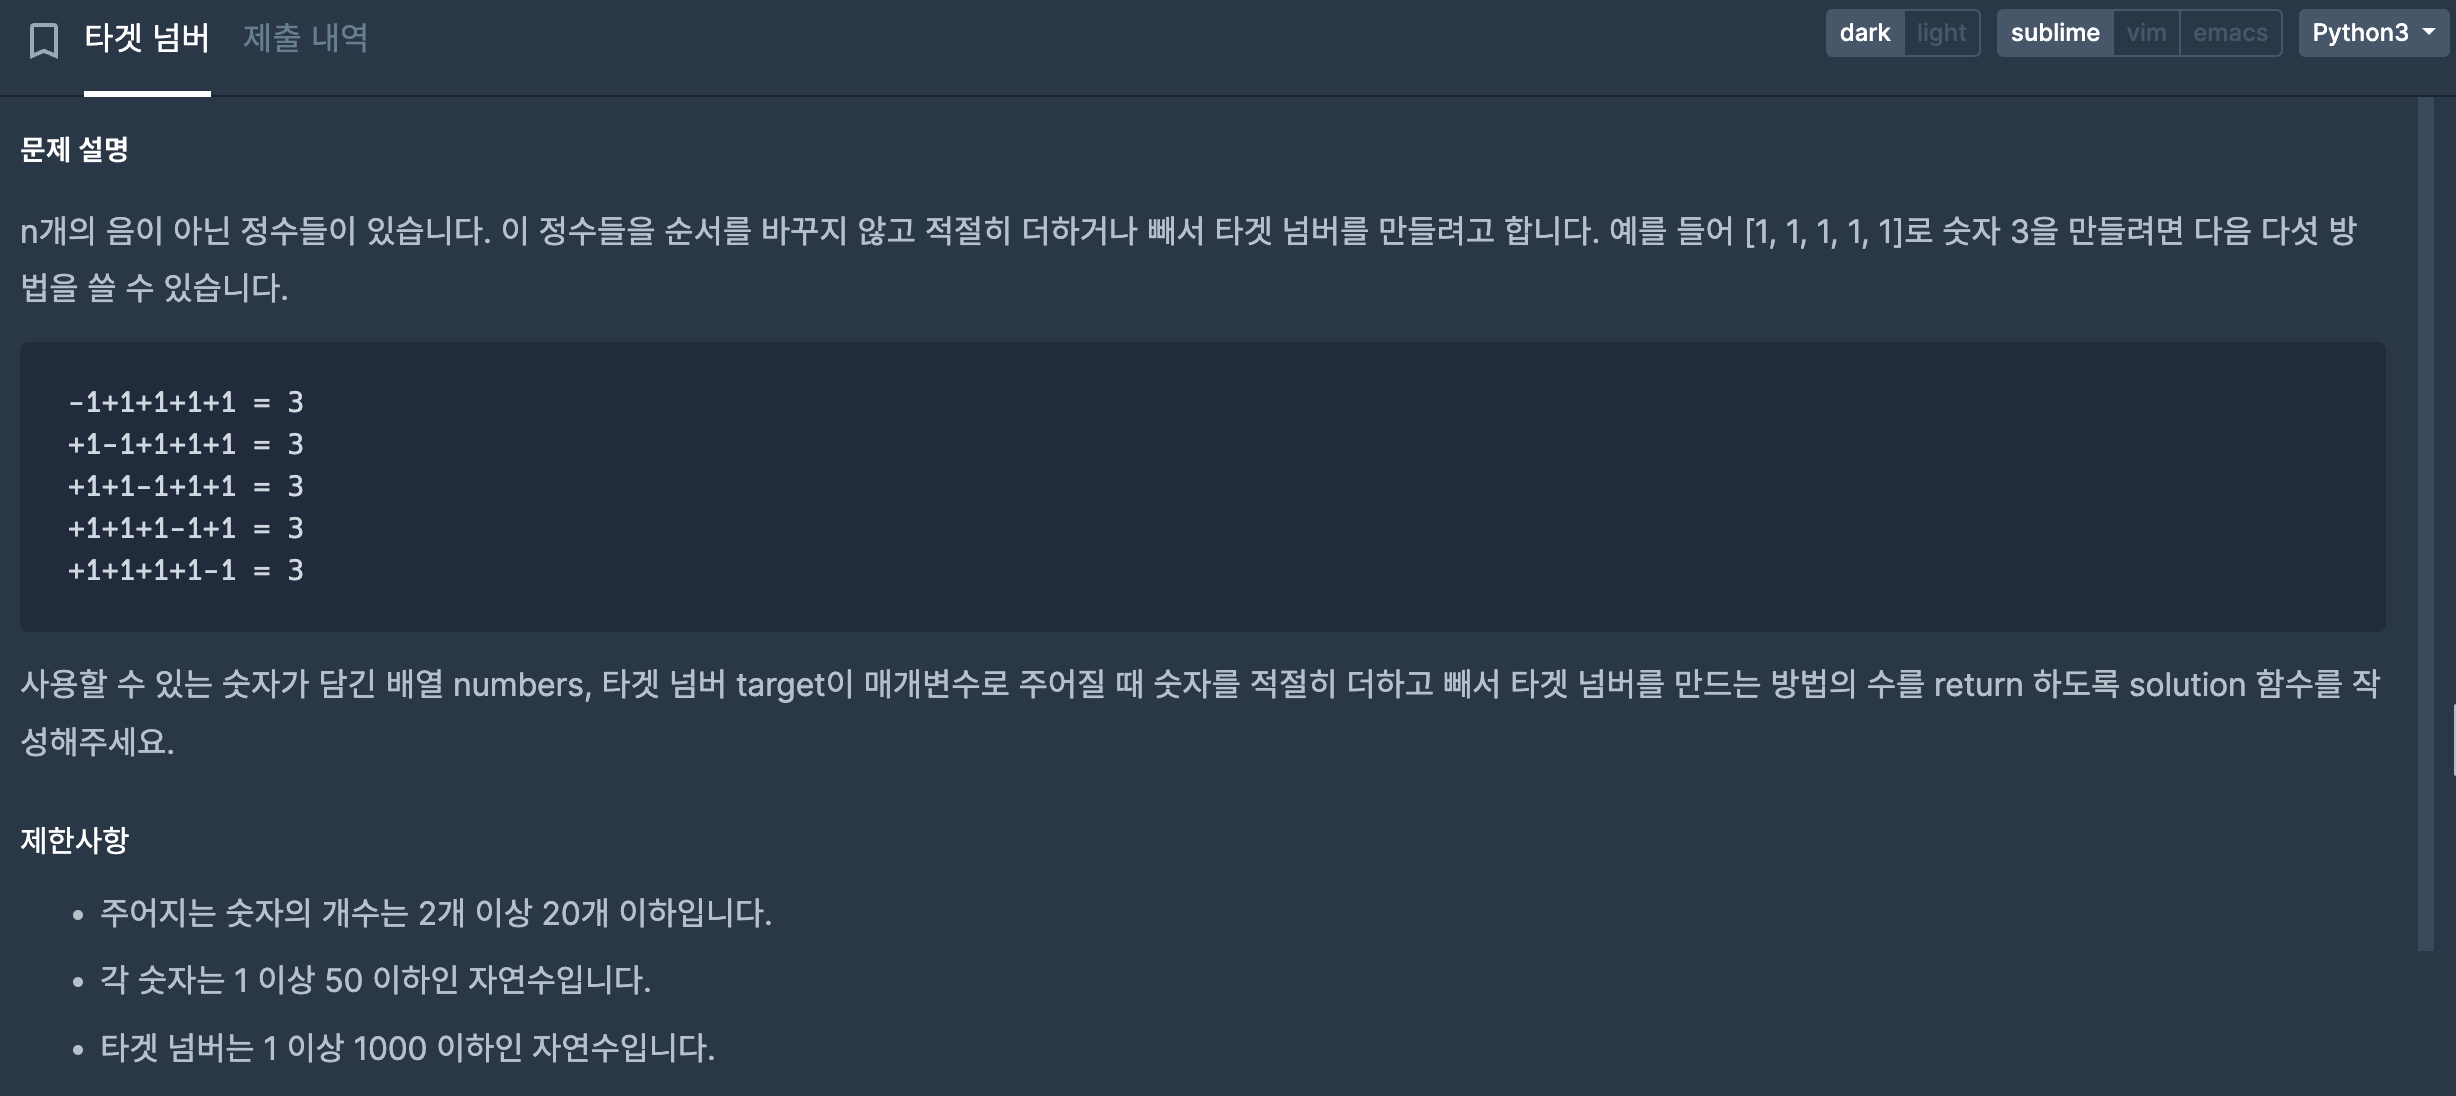 타겟 넘버 제출 내역 dark light sublime vim emacs Python3
문제 설명
n개의 음이 아닌 정수들이 있습니다. 이 정수들을 순서를 바꾸지 않고 적절히 더하거나 빼서 타겟 넘버를 만들려고 합니다. 예를 들어 [1, 1, 1, 1, 1]로 숫자 3을 만들려면 다음 다섯 방
법을 쓸 수 있습니다.
-1+1+1+1+1 = 3
+1-1+1+1+1 = 3
+1+1-1+1+1 = 3
+1+1+1-1+1 = 3
+1+1+1+1-1 = 3
사용할 수 있는 숫자가 담긴 배열 numbers, 타겟 넘버 target이 매개변수로 주어질 때 숫자를 적절히 더하고 빼서 타겟 넘버를 만드는 방법의 수를 return 하도록 solution 함수를 작
성해주세요.
제한사항
• 주어지는 숫자의 개수는 2개 이상 20개 이하입니다.
• 각 숫자는 1 이상 50 이하인 자연수입니다.
• 타겟 넘버는 1 이상 1000 이하인 자연수입니다.